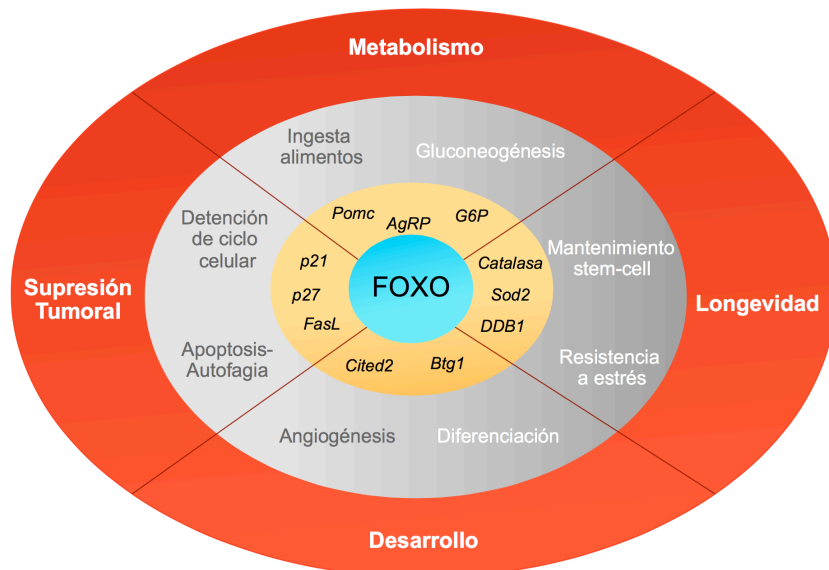 Metabolismo
Ingesta
alimentos
Gluconeogénesis
Pomc
AgRP
G6P
Detención
de ciclo
celular
p21
p27
FasL
FOXO
Catalasa
Sod2
DDB1
Mantenimiento
stem-cell
Supresión
Tumoral
Longevidad
Apoptosis-
Autofagia
Cited2
Btg1
Resistencia
a estrés
Angiogénesis
Diferenciación
Desarrollo